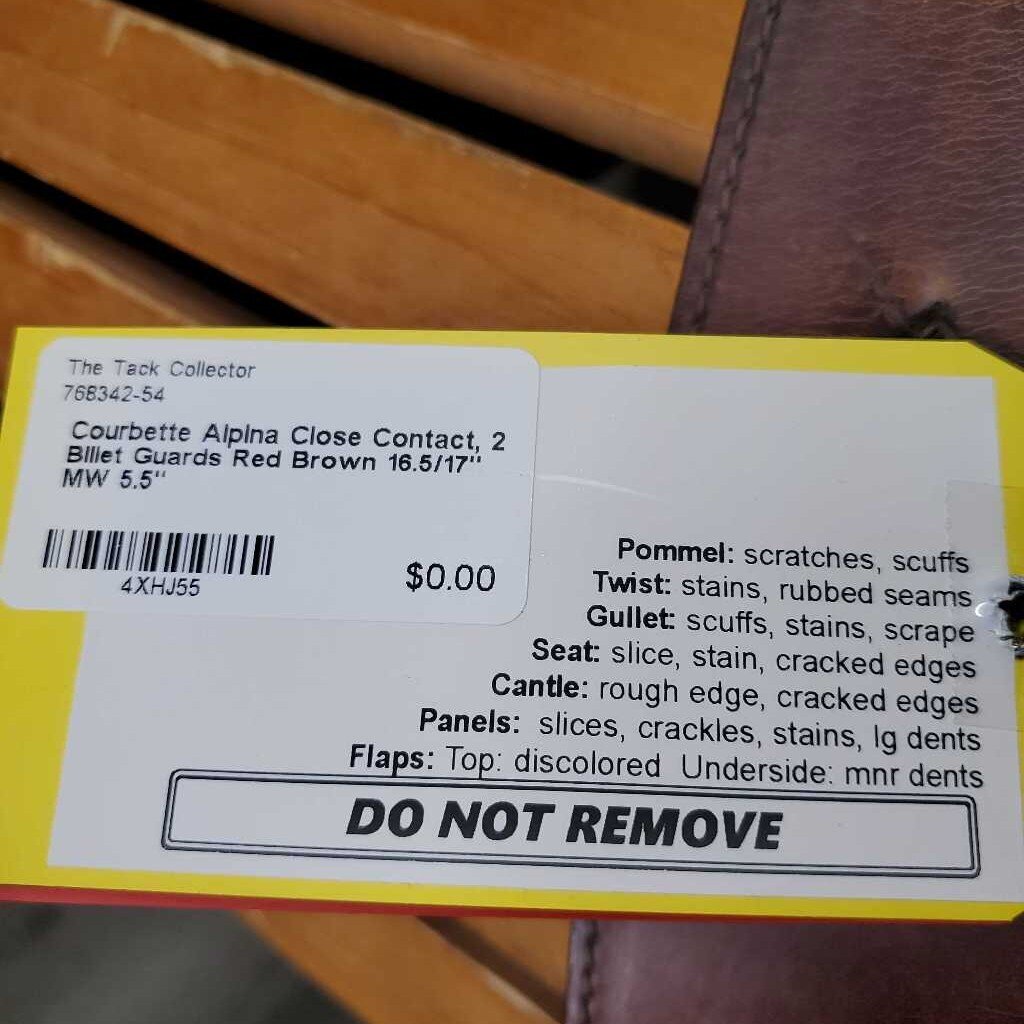 The Tack Collector
768342-54
Courbette Alpina Close Contact, 2
Billet Guards Red Brown 16.5/17"
MW 5.5"
4XHJ55
$0.00
Pommel: scratches, scuffs
Twist: stains, rubbed seams
Gullet: scuffs, stains, scrape
Seat: slice, stain, cracked edges
Cantle: rough edge, cracked edges
Panels: slices, crackles, stains, lg dents
Flaps: Top: discolored Underside: mnr dents
DO NOT REMOVE